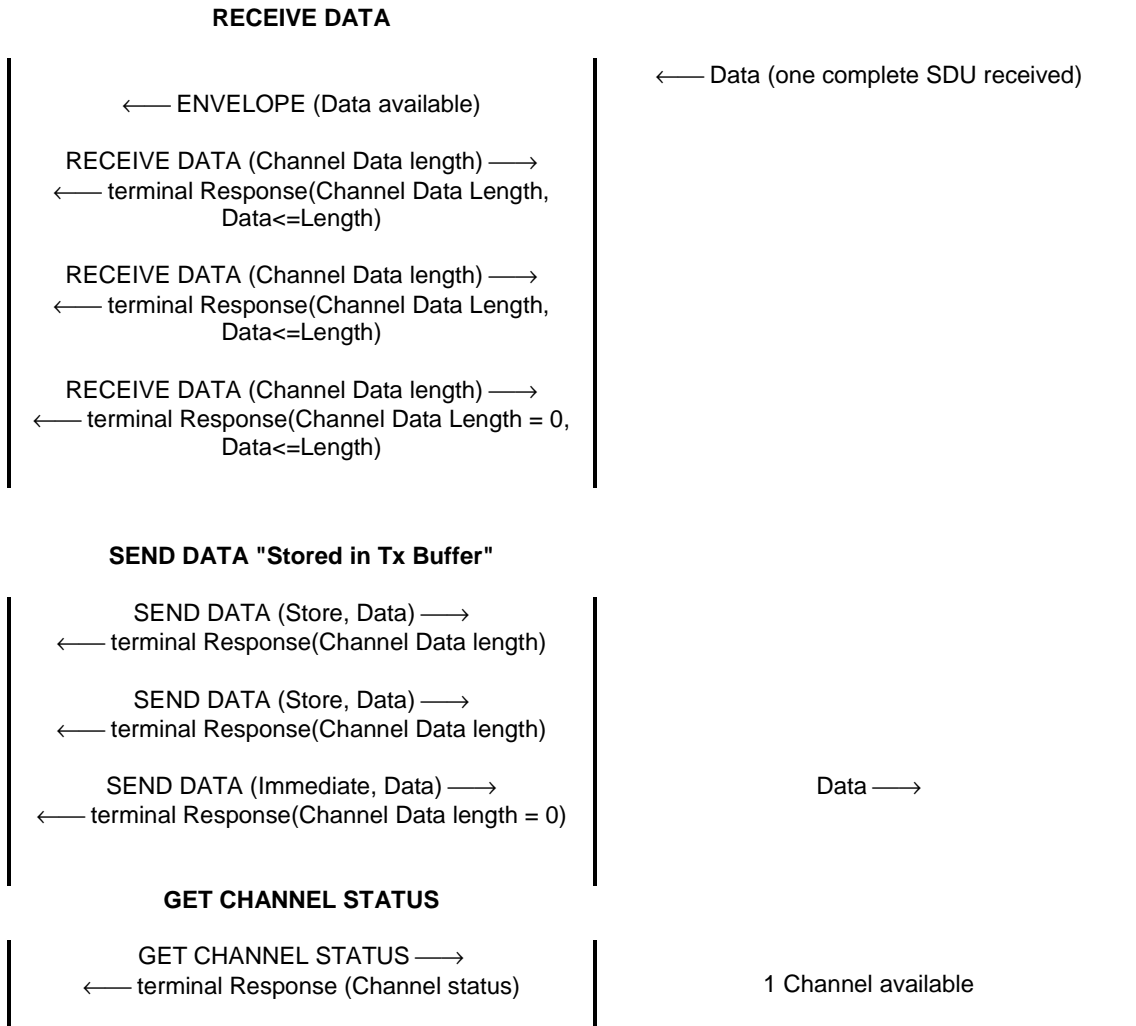 RECEIVE DATA
←── Data (one complete SDU received)
←── ENVELOPE (Data available)
RECEIVE DATA (Channel Data length) ──→
←── terminal Response(Channel Data Length,
Data<=Length)
RECEIVE DATA (Channel Data length) ──→
←── terminal Response(Channel Data Length,
Data<=Length)
RECEIVE DATA (Channel Data length) ──→
←── terminal Response(Channel Data Length = 0,
Data<=Length)
SEND DATA "Stored in Tx Buffer"
SEND DATA (Store, Data) ──→
←── terminal Response(Channel Data length)
SEND DATA (Store, Data) ──→
←── terminal Response(Channel Data length)
SEND DATA (Immediate, Data) ──→
Data ──→
←── terminal Response(Channel Data length = 0)
GET CHANNEL STATUS
GET CHANNEL STATUS ──→
←── terminal Response (Channel status)
1 Channel available